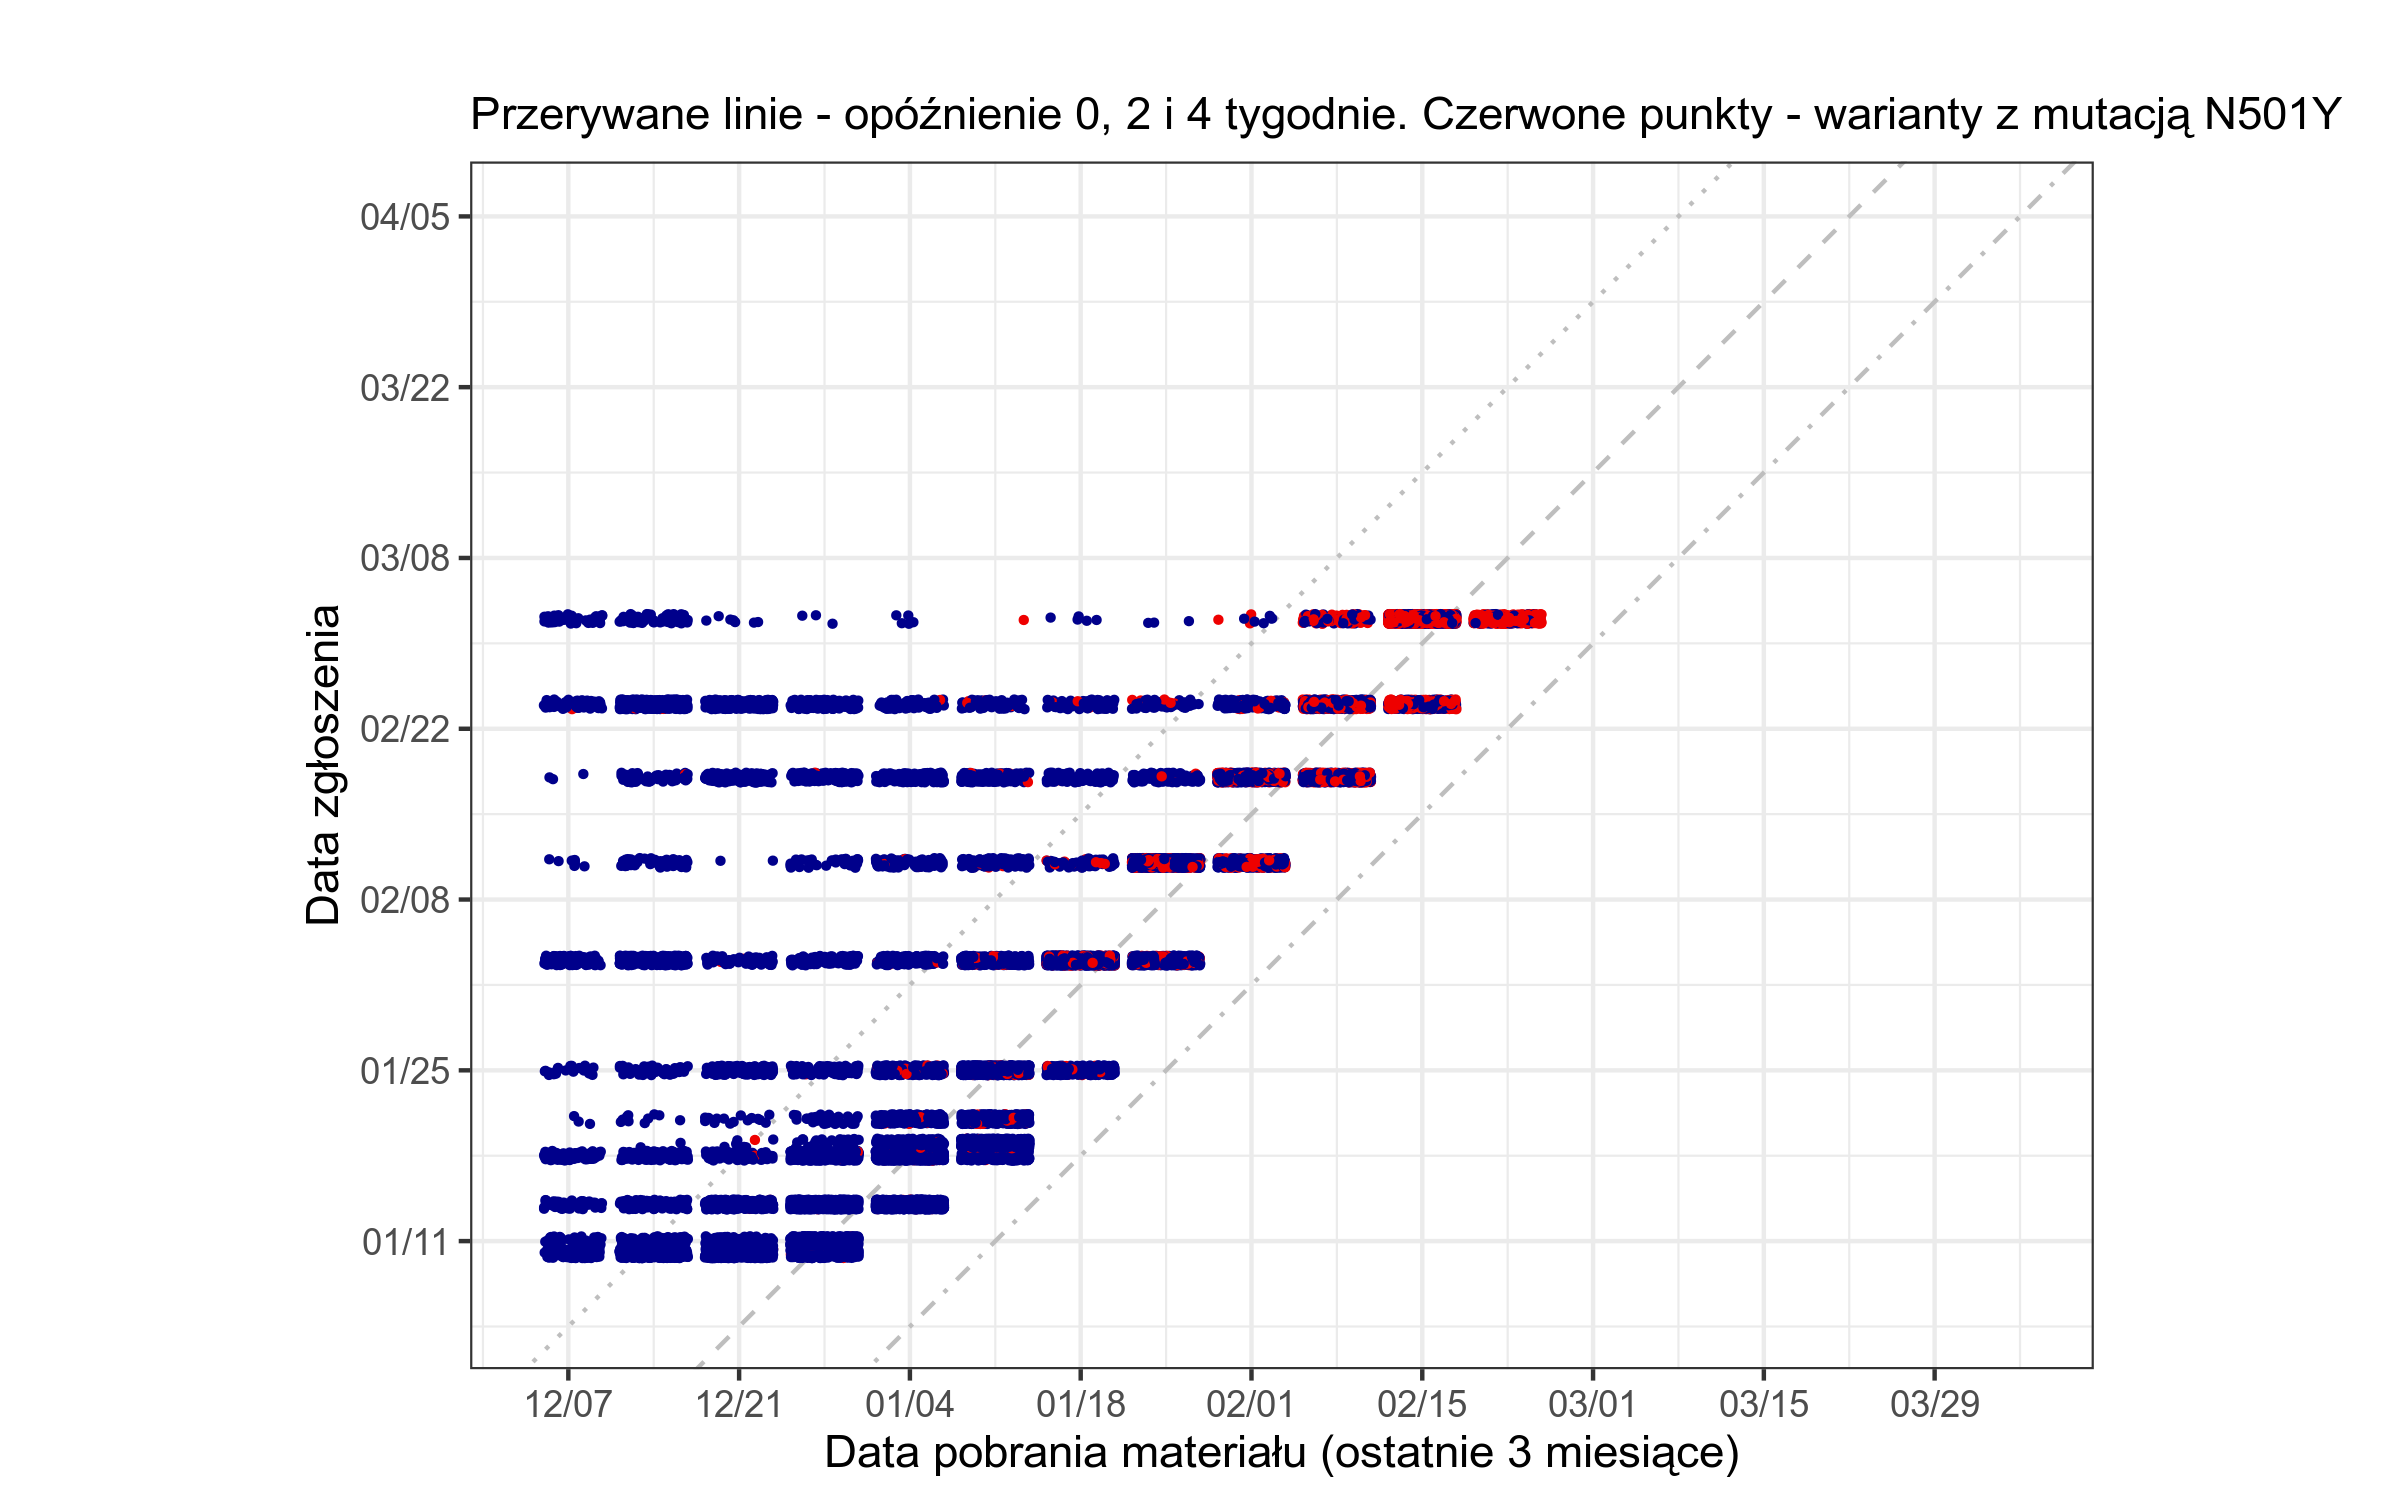 Przerywane linie - opóźnienie 0, 2 i 4 tygodnie. Czerwone punkty - warianty z mutacją N501Y
04/05
03/22
03/08
02/22
02/08
01/25
01/11
Data zgłoszenia
12/07 12/21 01/04 01/18 02/01 02/15 03/01 03/15 03/29
Data pobrania materiału (ostatnie 3 miesiące)